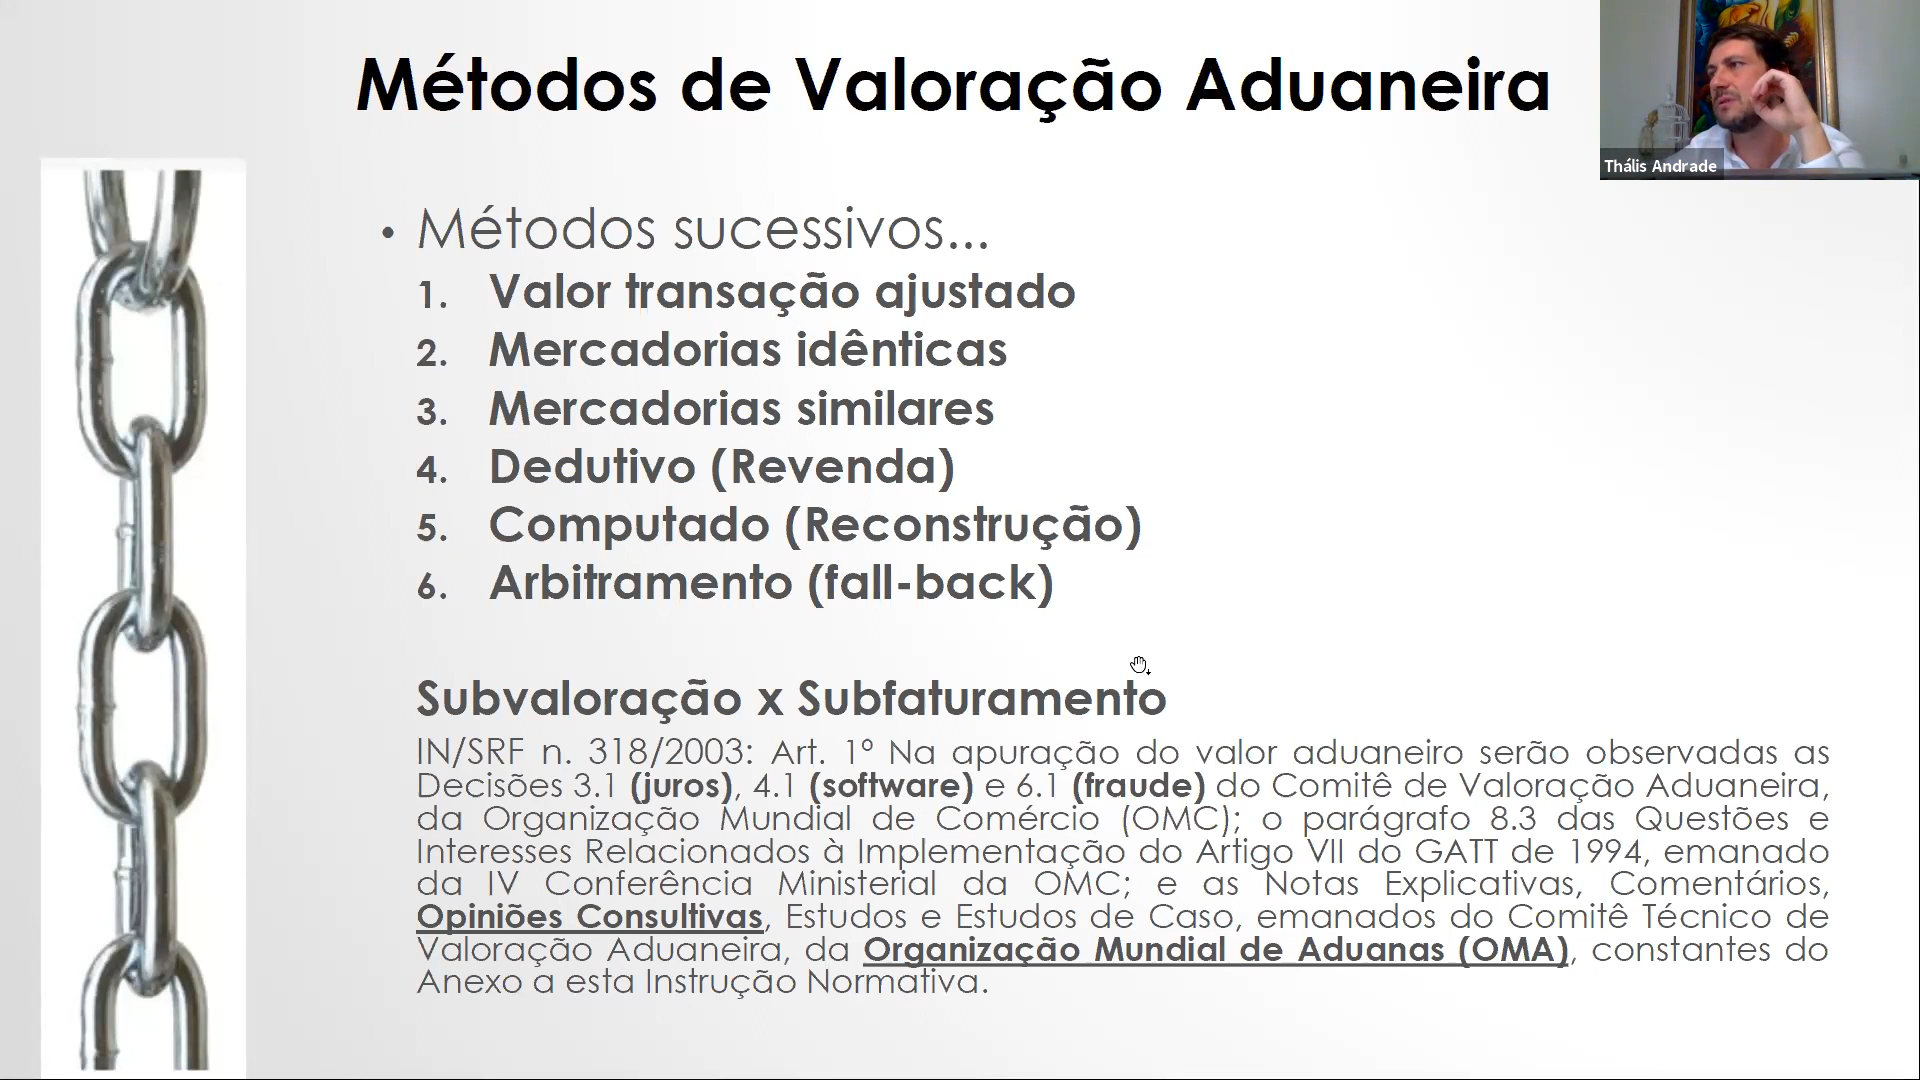 Métodos de Valoração Aduaneira
Thális Andrade
• Métodos sucessivos...
1. Valor transação ajustado
2. Mercadorias idênticas
3. Mercadorias similares
4. Dedutivo (Revenda)
5. Computado (Reconstrução)
6. Arbitramento (fall-back)
Subvaloração x Subfaturamento
IN/SRF n. 318/2003: Art. 1º Na apuração do valor aduaneiro serão observadas as
Decisões 3.1 (juros), 4.1 (software) e 6.1 (fraude) do Comitê de Valoração Aduaneira,
da Organização Mundial de Comércio (OMC); o parágrafo 8.3 das Questões e
Interesses Relacionados à Implementação do Artigo VII do GATT de 1994, emanado
da IV Conferência Ministerial da OMC; e as Notas Explicativas, Comentários,
Opiniões Consultivas, Estudos e Estudos de Caso, emanados do Comitê Técnico de
Valoração Aduaneira, da Organização Mundial de Aduanas (OMA), constantes do
Anexo a esta Instrução Normativa.